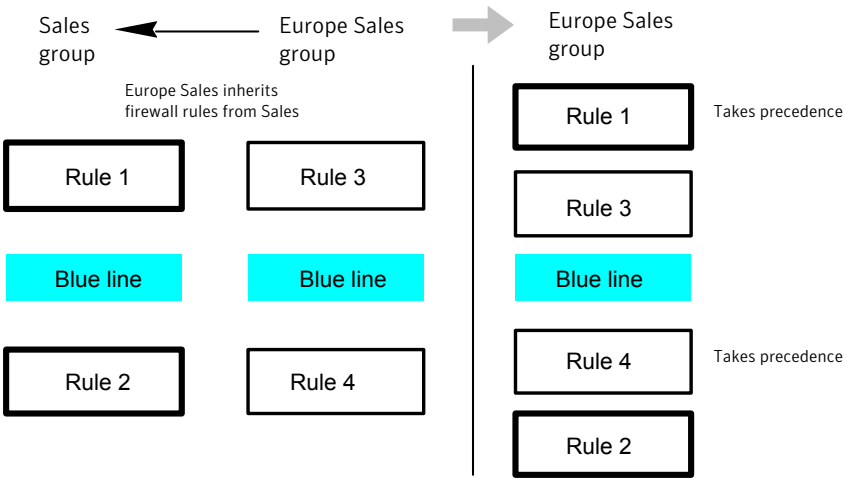 Sales
group
Europe Sales
group
Europe Sales inherits
firewall rules from Sales
Rule 1
Rule 3
Blue line
Blue line
Rule 2
Rule 4
Europe Sales
group
Rule 1
Takes precedence
Rule 3
Blue line
Rule 4
Takes precedence
Rule 2